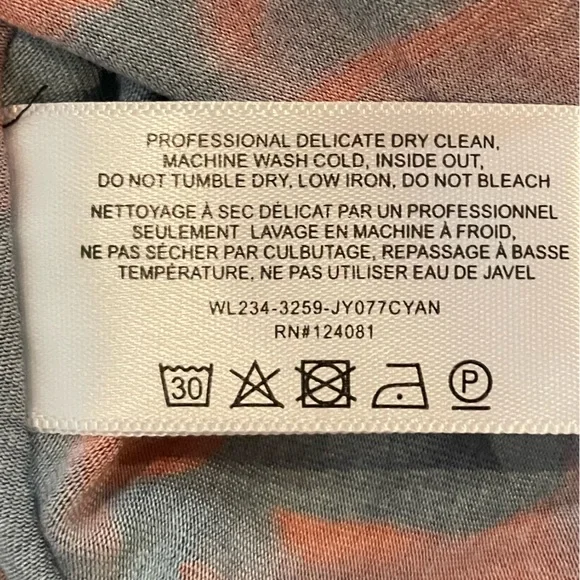 PROFESSIONAL DELICATE DRY CLEAN,
MACHINE WASH COLD, INSIDE OUT,
DO NOT TUMBLE DRY, LOW IRON, DO NOT BLEACH
NETTOYAGE À SEC DÉLICAT PAR UN PROFESSIONNEL
SEULEMENT LAVAGE EN MACHINE À FROID,
NE PAS SÉCHER PAR CULBUTAGE, REPASSAGE À BASSE
TEMPÉRATURE, NE PAS UTILISER EAU DE JAVEL
WL234-3259-JY077CYAN
RN#124081
30 P